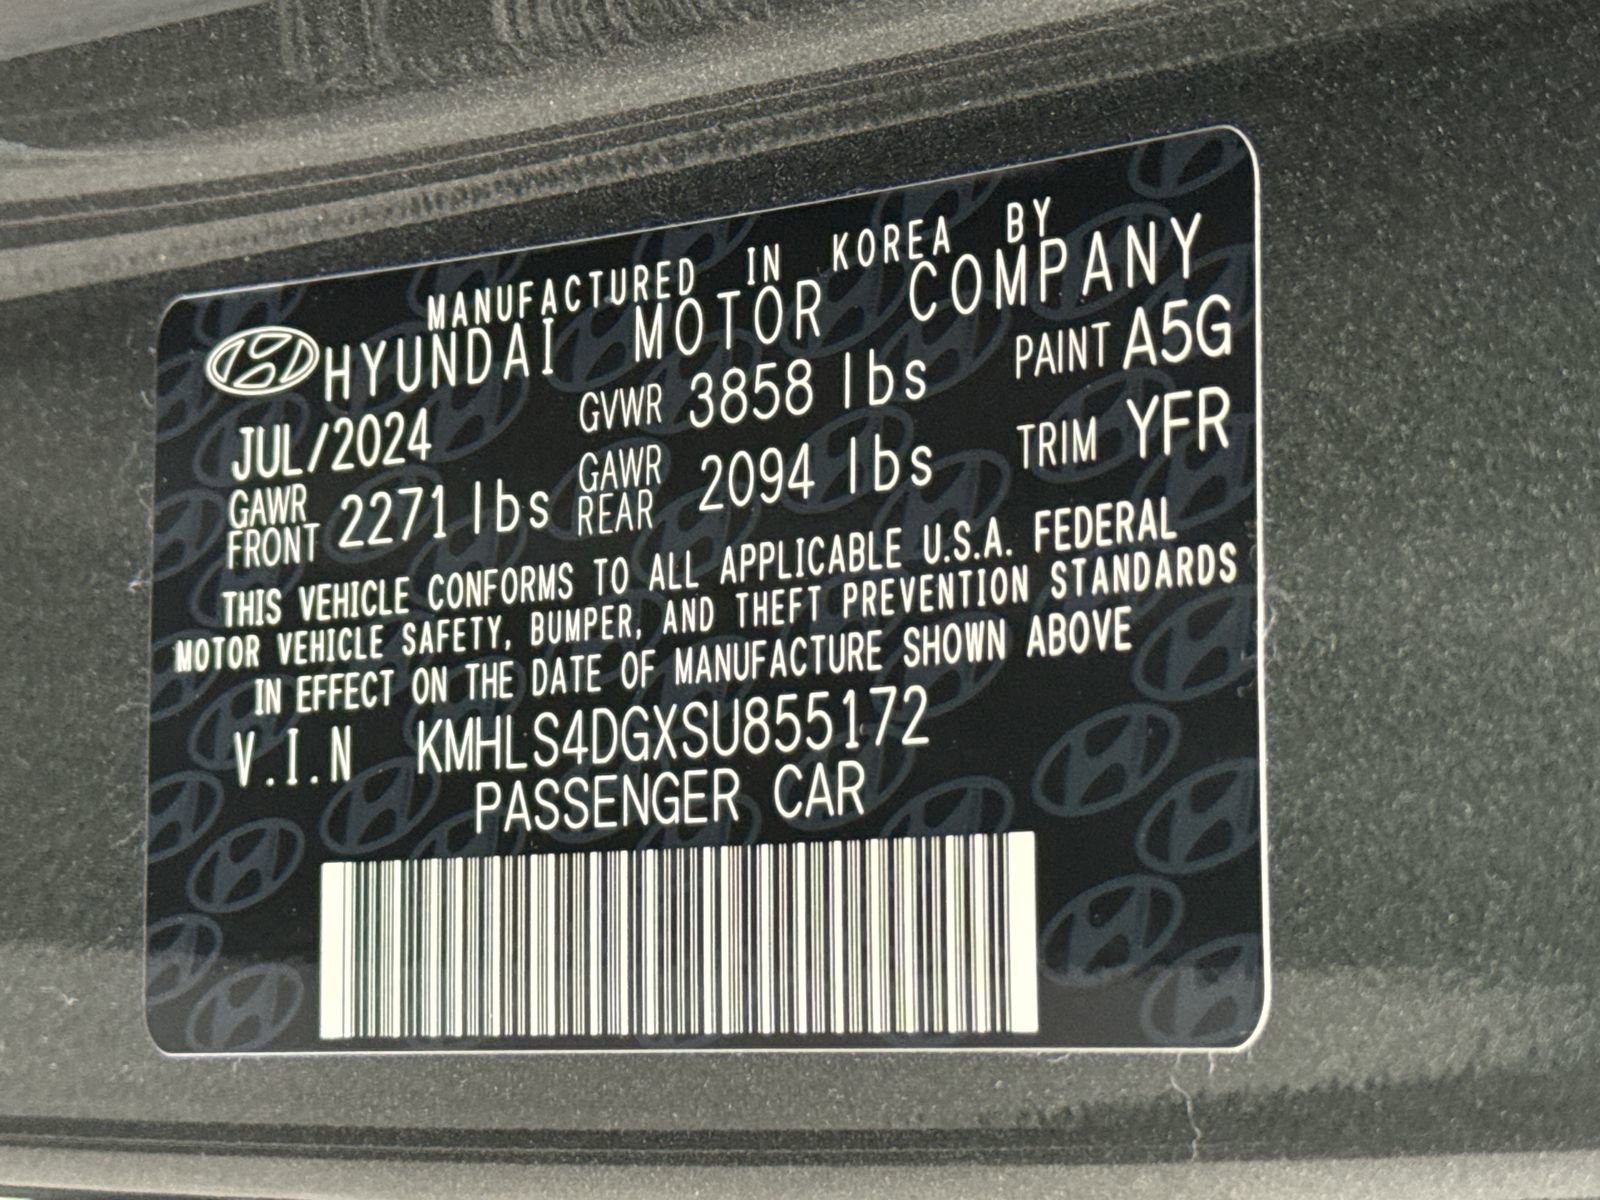 MANUFACTURED IN KOREA BY
HYUNDAI MOTOR COMPANY
JUL/2024 GVWR 3858 lbs PAINT A5G
GAWR FRONT 2271 lbs GAWR REAR 2094 lbs TRIM YFR
THIS VEHICLE CONFORMS TO ALL APPLICABLE U.S.A. FEDERAL
MOTOR VEHICLE SAFETY, BUMPER, AND THEFT PREVENTION STANDARDS
IN EFFECT ON THE DATE OF MANUFACTURE SHOWN ABOVE
V.I.N KMHLS4DGXSU855172
PASSENGER CAR